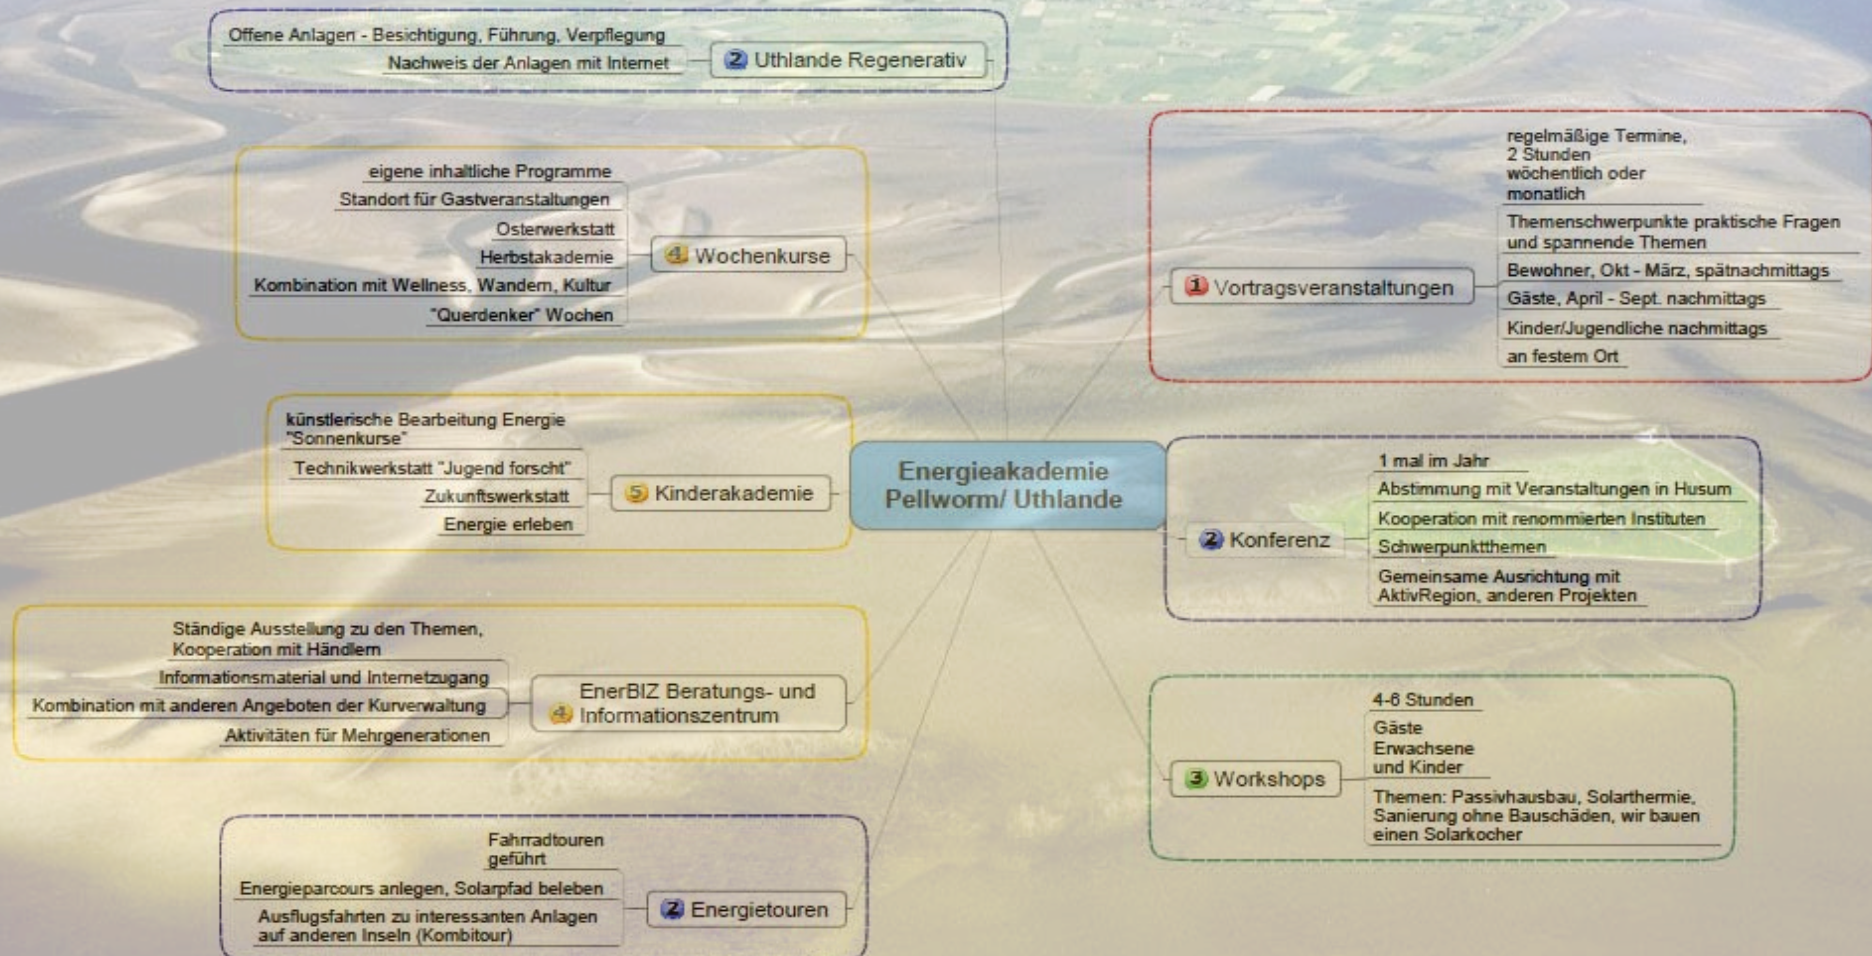 Offene Anlagen - Besichtigung, Führung, Verpflegung
Nachweis der Anlagen mit Internet
2 Uthlande Regenerativ
eigene inhaltliche Programme
Standort für Gastveranstaltungen
Osterwerkstatt
Herbstakademie
Kombination mit Wellness, Wandern, Kultur
"Querdenker" Wochen
4 Wochenkurse
künstlerische Bearbeitung Energie
"Sonnenkurse"
Technikwerkstatt "Jugend forscht"
Zukunftswerkstatt
Energie erleben
5 Kinderakademie
Ständige Ausstellung zu den Themen,
Kooperation mit Händlern
Informationsmaterial und Internetzugang
Kombination mit anderen Angeboten der Kurverwaltung
Aktivitäten für Mehrgenerationen
EnerBIZ Beratungs- und
4 Informationszentrum
Fahrradtouren
geführt
Energieparcours anlegen, Solarpfad beleben
Ausflugsfahrten zu interessanten Anlagen
auf anderen Inseln (Kombitour)
2 Energietouren
Energieakademie
Pellworm/ Uthlande
1 Vortragsveranstaltungen
regelmäßige Termine,
2 Stunden
wöchentlich oder
monatlich
Themenschwerpunkte praktische Fragen
und spannende Themen
Bewohner, Okt - März, spätnachmittags
Gäste, April - Sept. nachmittags
Kinder/Jugendliche nachmittags
an festem Ort
2 Konferenz
1 mal im Jahr
Abstimmung mit Veranstaltungen in Husum
Kooperation mit renommierten Instituten
Schwerpunktthemen
Gemeinsame Ausrichtung mit
AktivRegion, anderen Projekten
3 Workshops
4-6 Stunden
Gäste
Erwachsene
und Kinder
Themen: Passivhausbau, Solarthermie,
Sanierung ohne Bauschäden, wir bauen
einen Solarkocher